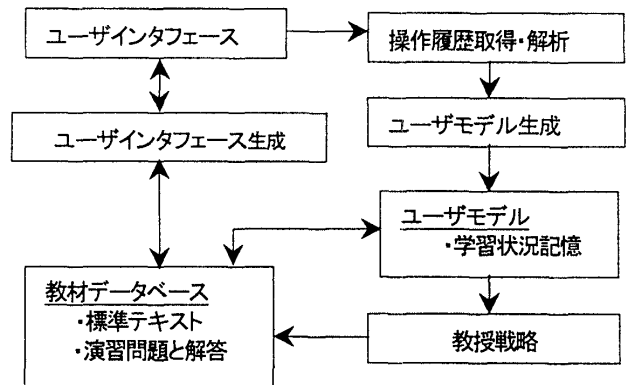 ユーザインタフェース
操作履歴取得・解析
ユーザインタフェース生成
ユーザモデル生成
ユーザモデル
・学習状況記憶
教材データベース
・標準テキスト
・演習問題と解答
教授戦略